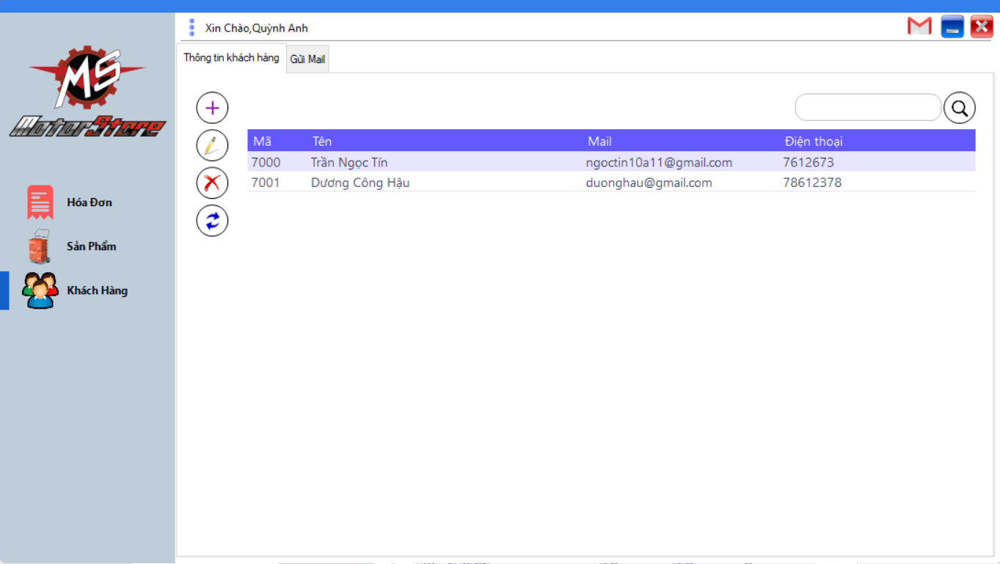 Xin Chào,Quỳnh Anh
Thông tin khách hàng
Gửi Mail
MS
MotorStore
Hóa Đơn
Sản Phẩm
Khách Hàng
Mã Tên Mail Điện thoại
7000 Trần Ngọc Tín ngoctin10a11@gmail.com 7612673
7001 Dương Công Hậu duonghau@gmail.com 78612378